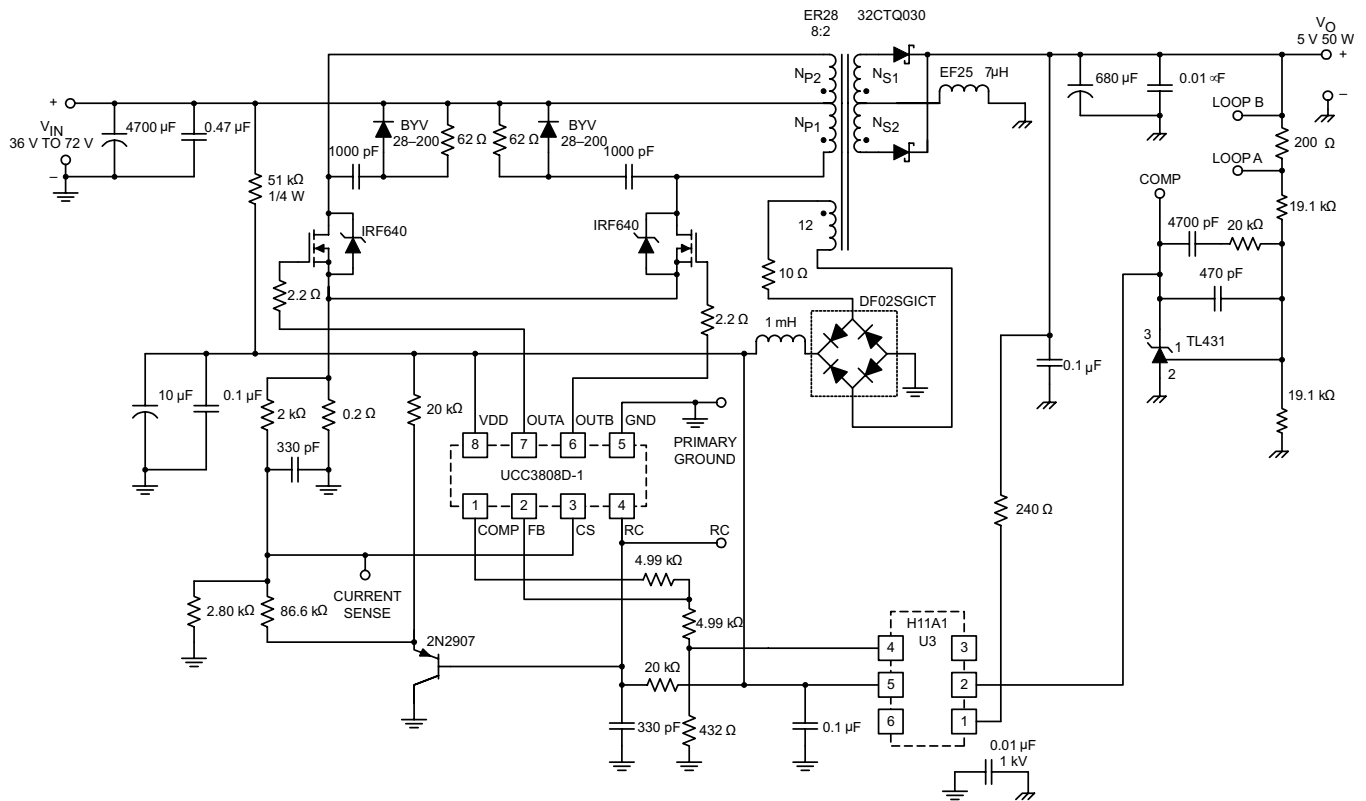 ER28 32CTQ030
8:2
VO
5 V 50 W
+
NP2
NS1
EF25 7µH
680 µF
0.01 ∝F
–
LOOP B
+
VIN
36 V TO 72 V
–
4700 µF
0.47 µF
BYV
28–200
62 Ω
62 Ω
BYV
28–200
NP1
NS2
200 Ω
LOOP A
1000 pF
1000 pF
51 kΩ
1/4 W
COMP
19.1 kΩ
IRF640
IRF640
12
4700 pF
20 kΩ
10 Ω
470 pF
2.2 Ω
2.2 Ω
DF02SGICT
1 mH
3
1
TL431
2
0.1 µF
10 µF
0.1 µF
2 kΩ
0.2 Ω
20 kΩ
19.1 kΩ
330 pF
VDD
OUTA
OUTB
GND
8
7
6
5
PRIMARY
GROUND
UCC3808D-1
1
2
3
4
COMP
FB
CS
RC
RC
240 Ω
4.99 kΩ
CURRENT
SENSE
2.80 kΩ
86.6 kΩ
4.99 kΩ
H11A1
U3
2N2907
4
3
20 kΩ
5
2
6
1
330 pF
432 Ω
0.1 µF
0.01 µF
1 kV